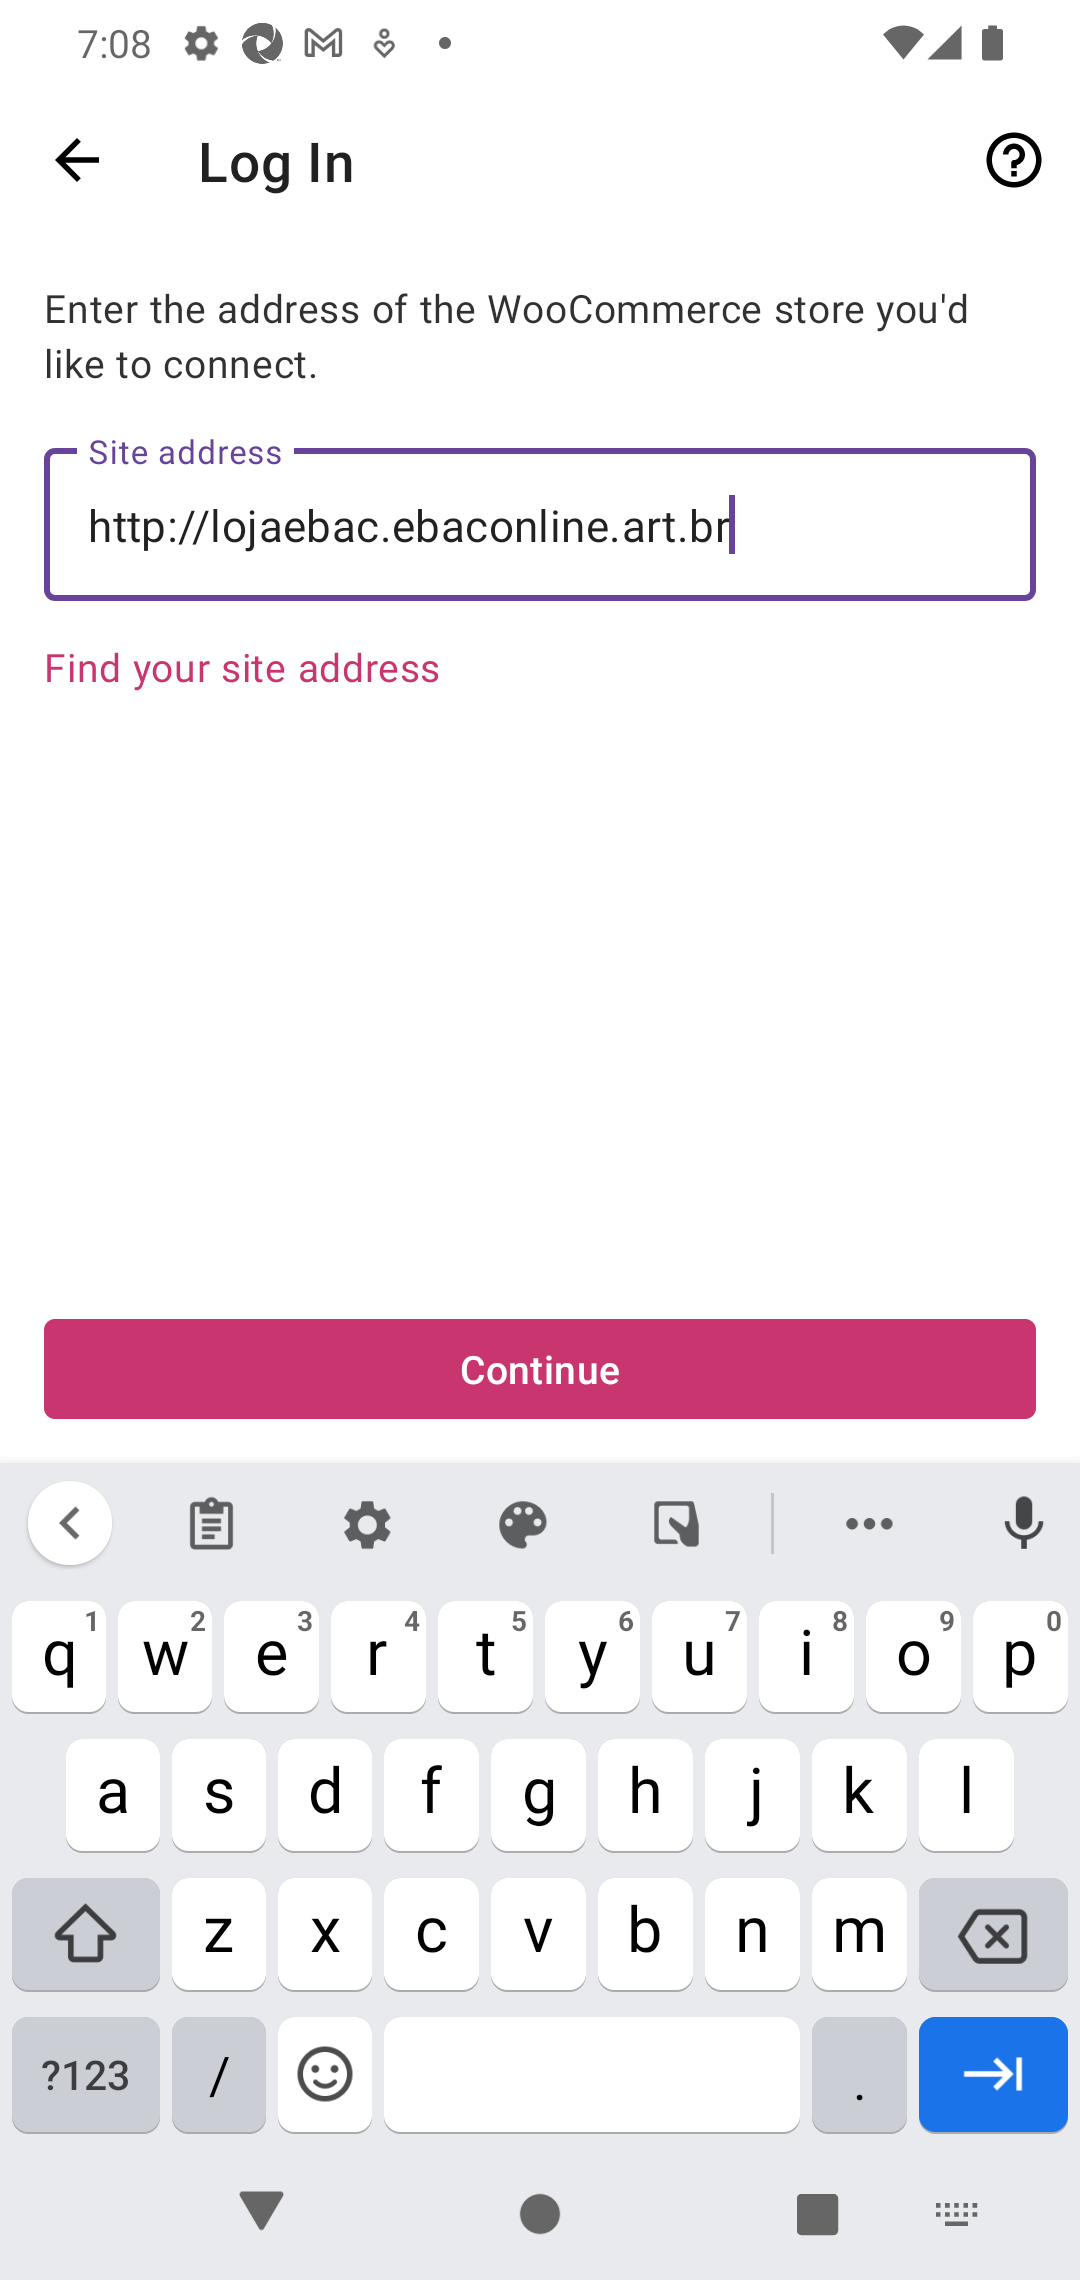 7:08
Log In
Enter the address of the WooCommerce store you'd
like to connect.
Site address
http://lojaebac.ebaconline.art.br
Find your site address
Continue
q 1 w 2 e 3 r 4 t 5 y 6 u 7 i 8 o 9 p 0
a s d f g h j k l
z x c v b n m
?123 / .